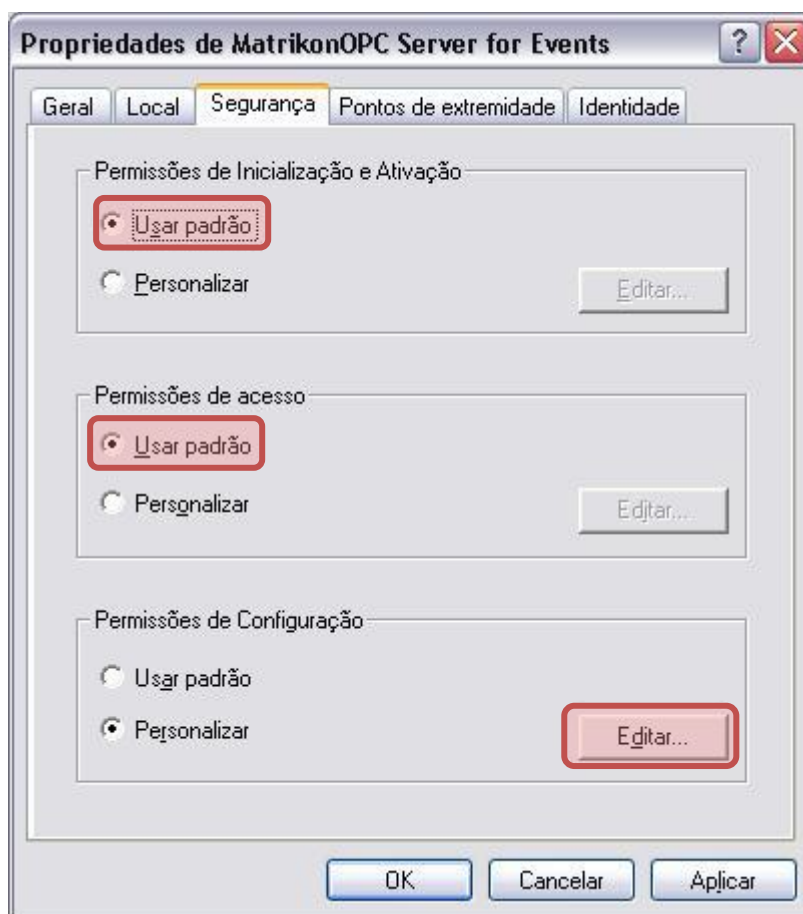 Propriedades de MatrikonOPC Server for Events
Geral Local Segurança Pontos de extremidade Identidade
Permissões de Inicialização e Ativação
Usar padrão
Personalizar
Editar...
Permissões de acesso
Usar padrão
Personalizar
Editar...
Permissões de Configuração
Usar padrão
Personalizar
Editar...
OK Cancelar Aplicar